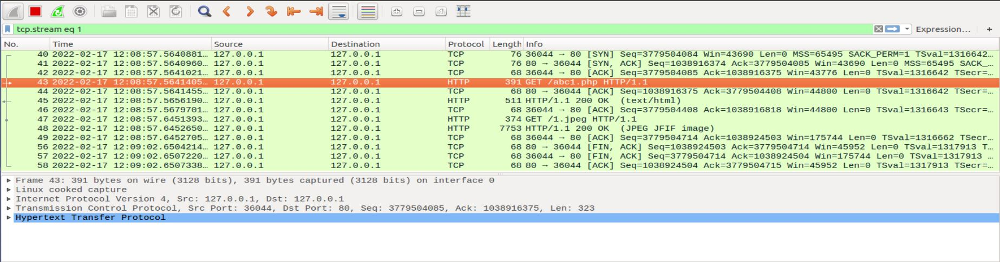 tcp.stream eq 1 Expression… +
No. Time Source Destination Protocol Length Info
40 2022-02-17 12:08:57.5640881… 127.0.0.1 127.0.0.1 TCP 76 36044 → 80 [SYN] Seq=3779504084 Win=43690 Len=0 MSS=65495 SACK_PERM=1 TSval=1316642…
41 2022-02-17 12:08:57.5640960… 127.0.0.1 127.0.0.1 TCP 76 80 → 36044 [SYN, ACK] Seq=1038916374 Ack=3779504085 Win=43690 Len=0 MSS=65495 SACK_…
42 2022-02-17 12:08:57.5641021… 127.0.0.1 127.0.0.1 TCP 68 36044 → 80 [ACK] Seq=3779504085 Ack=1038916375 Win=43776 Len=0 TSval=1316642 TSecr=…
43 2022-02-17 12:08:57.5641405… 127.0.0.1 127.0.0.1 HTTP 391 GET /abc1.php HTTP/1.1
44 2022-02-17 12:08:57.5641455… 127.0.0.1 127.0.0.1 TCP 68 80 → 36044 [ACK] Seq=1038916375 Ack=3779504408 Win=44800 Len=0 TSval=1316642 TSecr=…
45 2022-02-17 12:08:57.5656190… 127.0.0.1 127.0.0.1 HTTP 511 HTTP/1.1 200 OK (text/html)
46 2022-02-17 12:08:57.5679701… 127.0.0.1 127.0.0.1 TCP 68 36044 → 80 [ACK] Seq=3779504408 Ack=1038916818 Win=44800 Len=0 TSval=1316643 TSecr=…
47 2022-02-17 12:08:57.6451393… 127.0.0.1 127.0.0.1 HTTP 374 GET /1.jpeg HTTP/1.1
48 2022-02-17 12:08:57.6452650… 127.0.0.1 127.0.0.1 HTTP 7753 HTTP/1.1 200 OK (JPEG JFIF image)
49 2022-02-17 12:08:57.6452705… 127.0.0.1 127.0.0.1 TCP 68 36044 → 80 [ACK] Seq=3779504714 Ack=1038924503 Win=175744 Len=0 TSval=1316662 TSecr…
56 2022-02-17 12:09:02.6504214… 127.0.0.1 127.0.0.1 TCP 68 80 → 36044 [FIN, ACK] Seq=1038924503 Ack=3779504714 Win=45952 Len=0 TSval=1317913 T…
57 2022-02-17 12:09:02.6507220… 127.0.0.1 127.0.0.1 TCP 68 36044 → 80 [FIN, ACK] Seq=3779504714 Ack=1038924504 Win=175744 Len=0 TSval=1317913 …
58 2022-02-17 12:09:02.6507338… 127.0.0.1 127.0.0.1 TCP 68 80 → 36044 [ACK] Seq=1038924504 Ack=3779504715 Win=45952 Len=0 TSval=1317913 TSecr=…
Frame 43: 391 bytes on wire (3128 bits), 391 bytes captured (3128 bits) on interface 0
Linux cooked capture
Internet Protocol Version 4, Src: 127.0.0.1, Dst: 127.0.0.1
Transmission Control Protocol, Src Port: 36044, Dst Port: 80, Seq: 3779504085, Ack: 1038916375, Len: 323
Hypertext Transfer Protocol